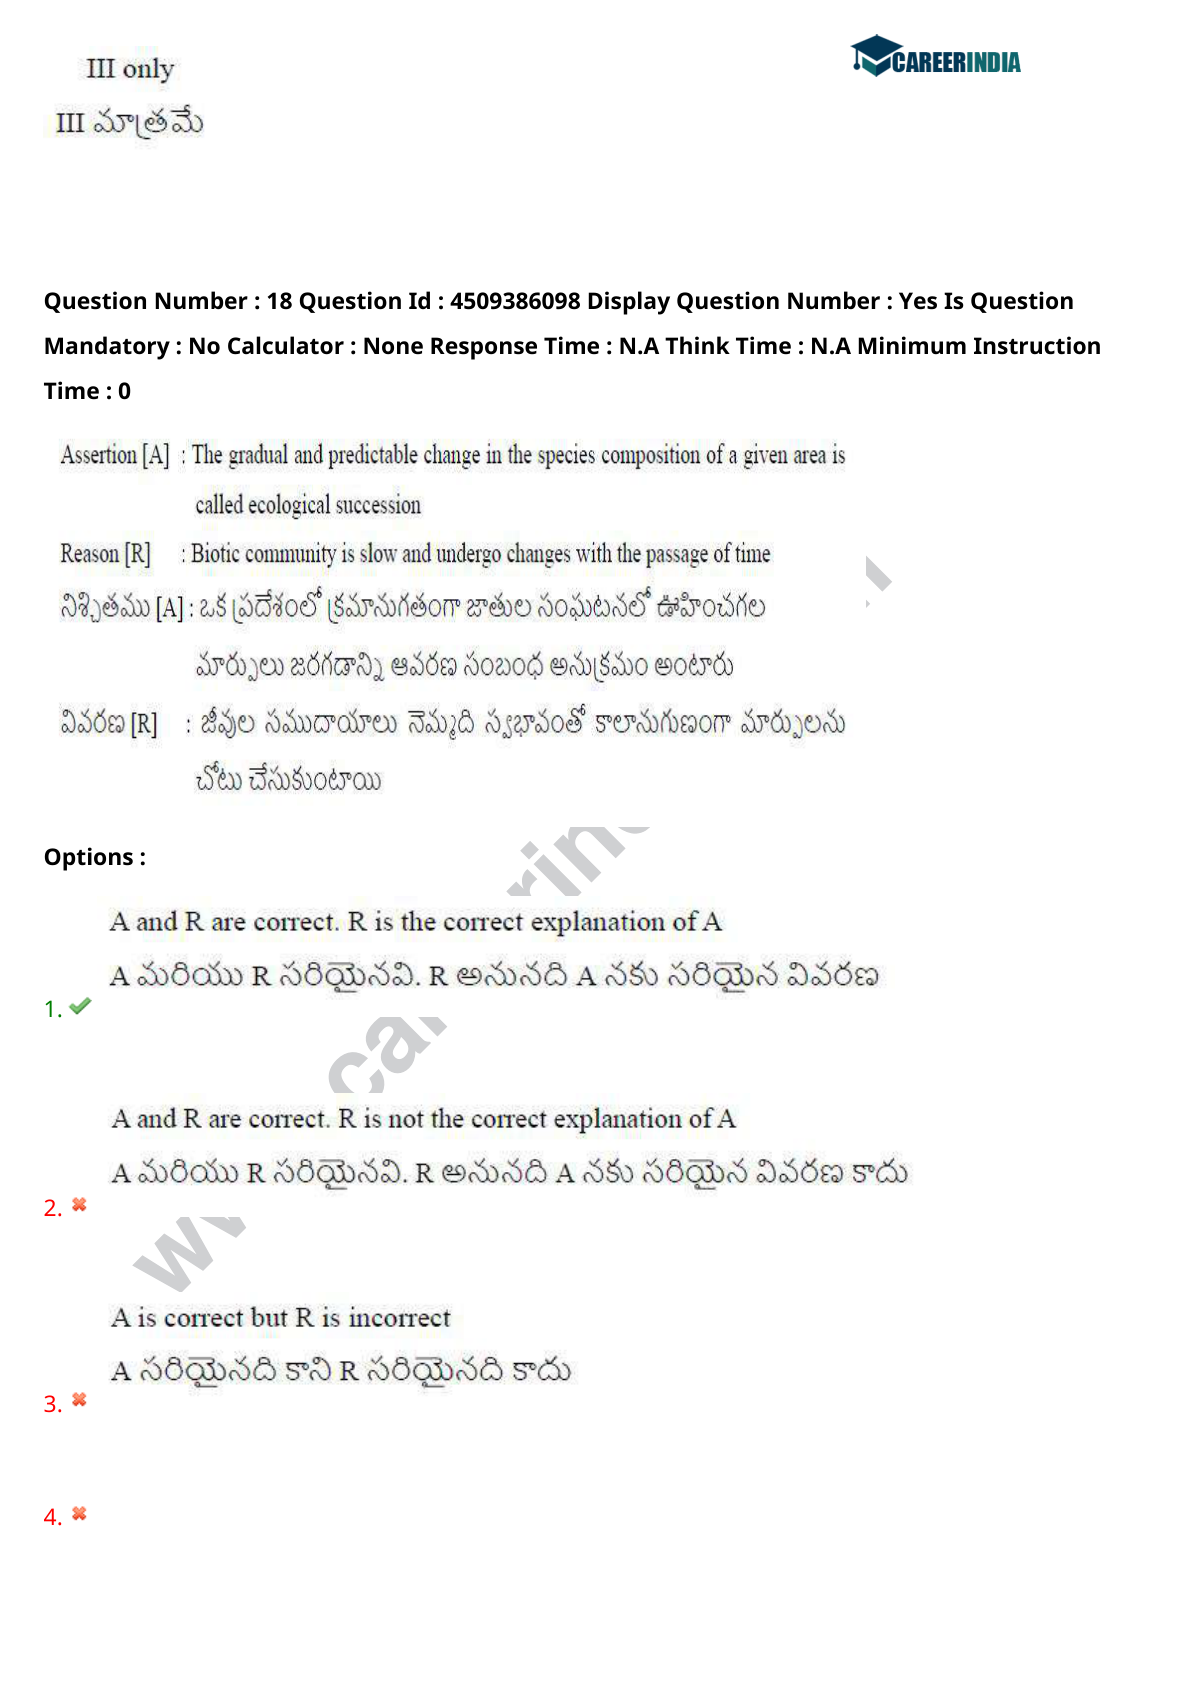 CAREERINDIA
III only
III మాత్రమే
Question Number : 18 Question Id : 4509386098 Display Question Number : Yes Is Question
Mandatory : No Calculator : None Response Time : N.A Think Time : N.A Minimum Instruction
Time : 0
Assertion [A] : The gradual and predictable change in the species composition of a given area is
called ecological succession
Reason [R] : Biotic community is slow and undergo changes with the passage of time
నిశ్చితము [A] : ఒక ప్రదేశంలో క్రమానుగతంగా జాతుల సంఘటనలో ఊహించగల
మార్పులు జరగడాన్ని ఆవరణ సంబంధ అనుక్రమం అంటారు
వివరణ [R] : జీవుల సముదాయాలు నెమ్మది స్వభావంతో కాలానుగుణంగా మార్పులను
చోటు చేసుకుంటాయి
Options :
A and R are correct. R is the correct explanation of A
A మరియు R సరియైనవి. R అనునది A నకు సరియైన వివరణ
1.
A and R are correct. R is not the correct explanation of A
A మరియు R సరియైనవి. R అనునది A నకు సరియైన వివరణ కాదు
2.
A is correct but R is incorrect
A సరియైనది కాని R సరియైనది కాదు
3.
4.